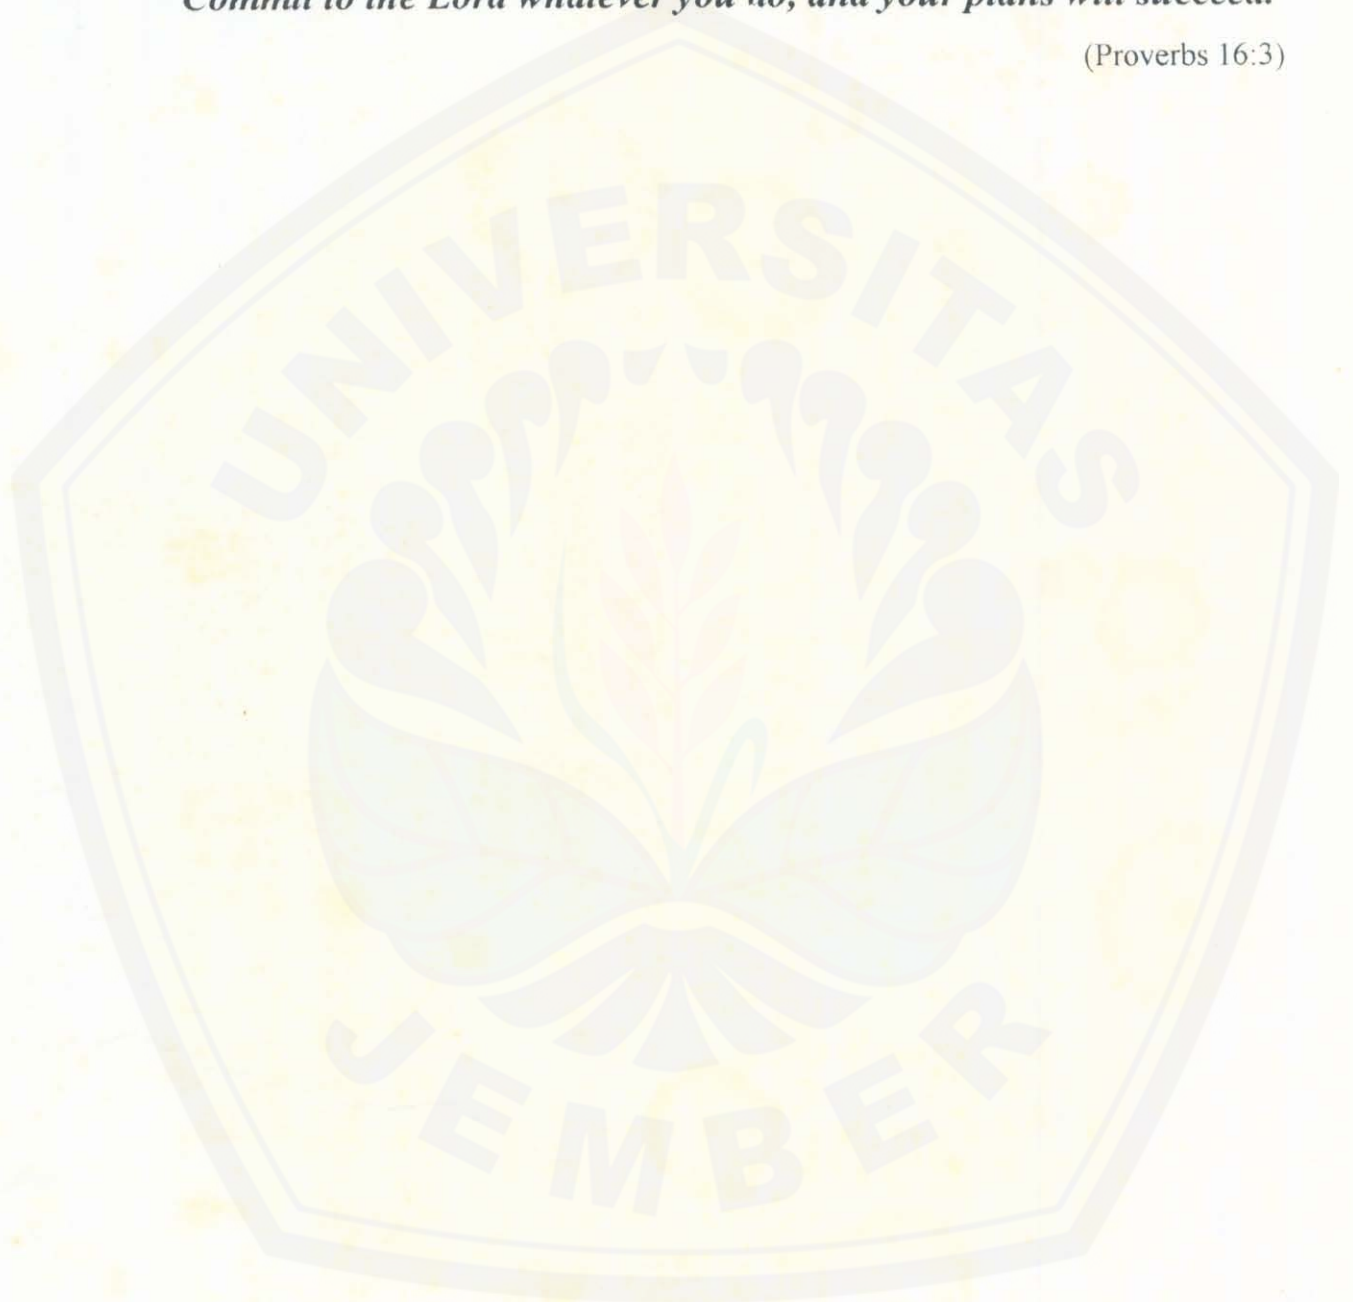 Commit to the Lord whatever you do, and your plans will succeed.
(Proverbs 16:3)
UNIVERSITAS
JEMBER